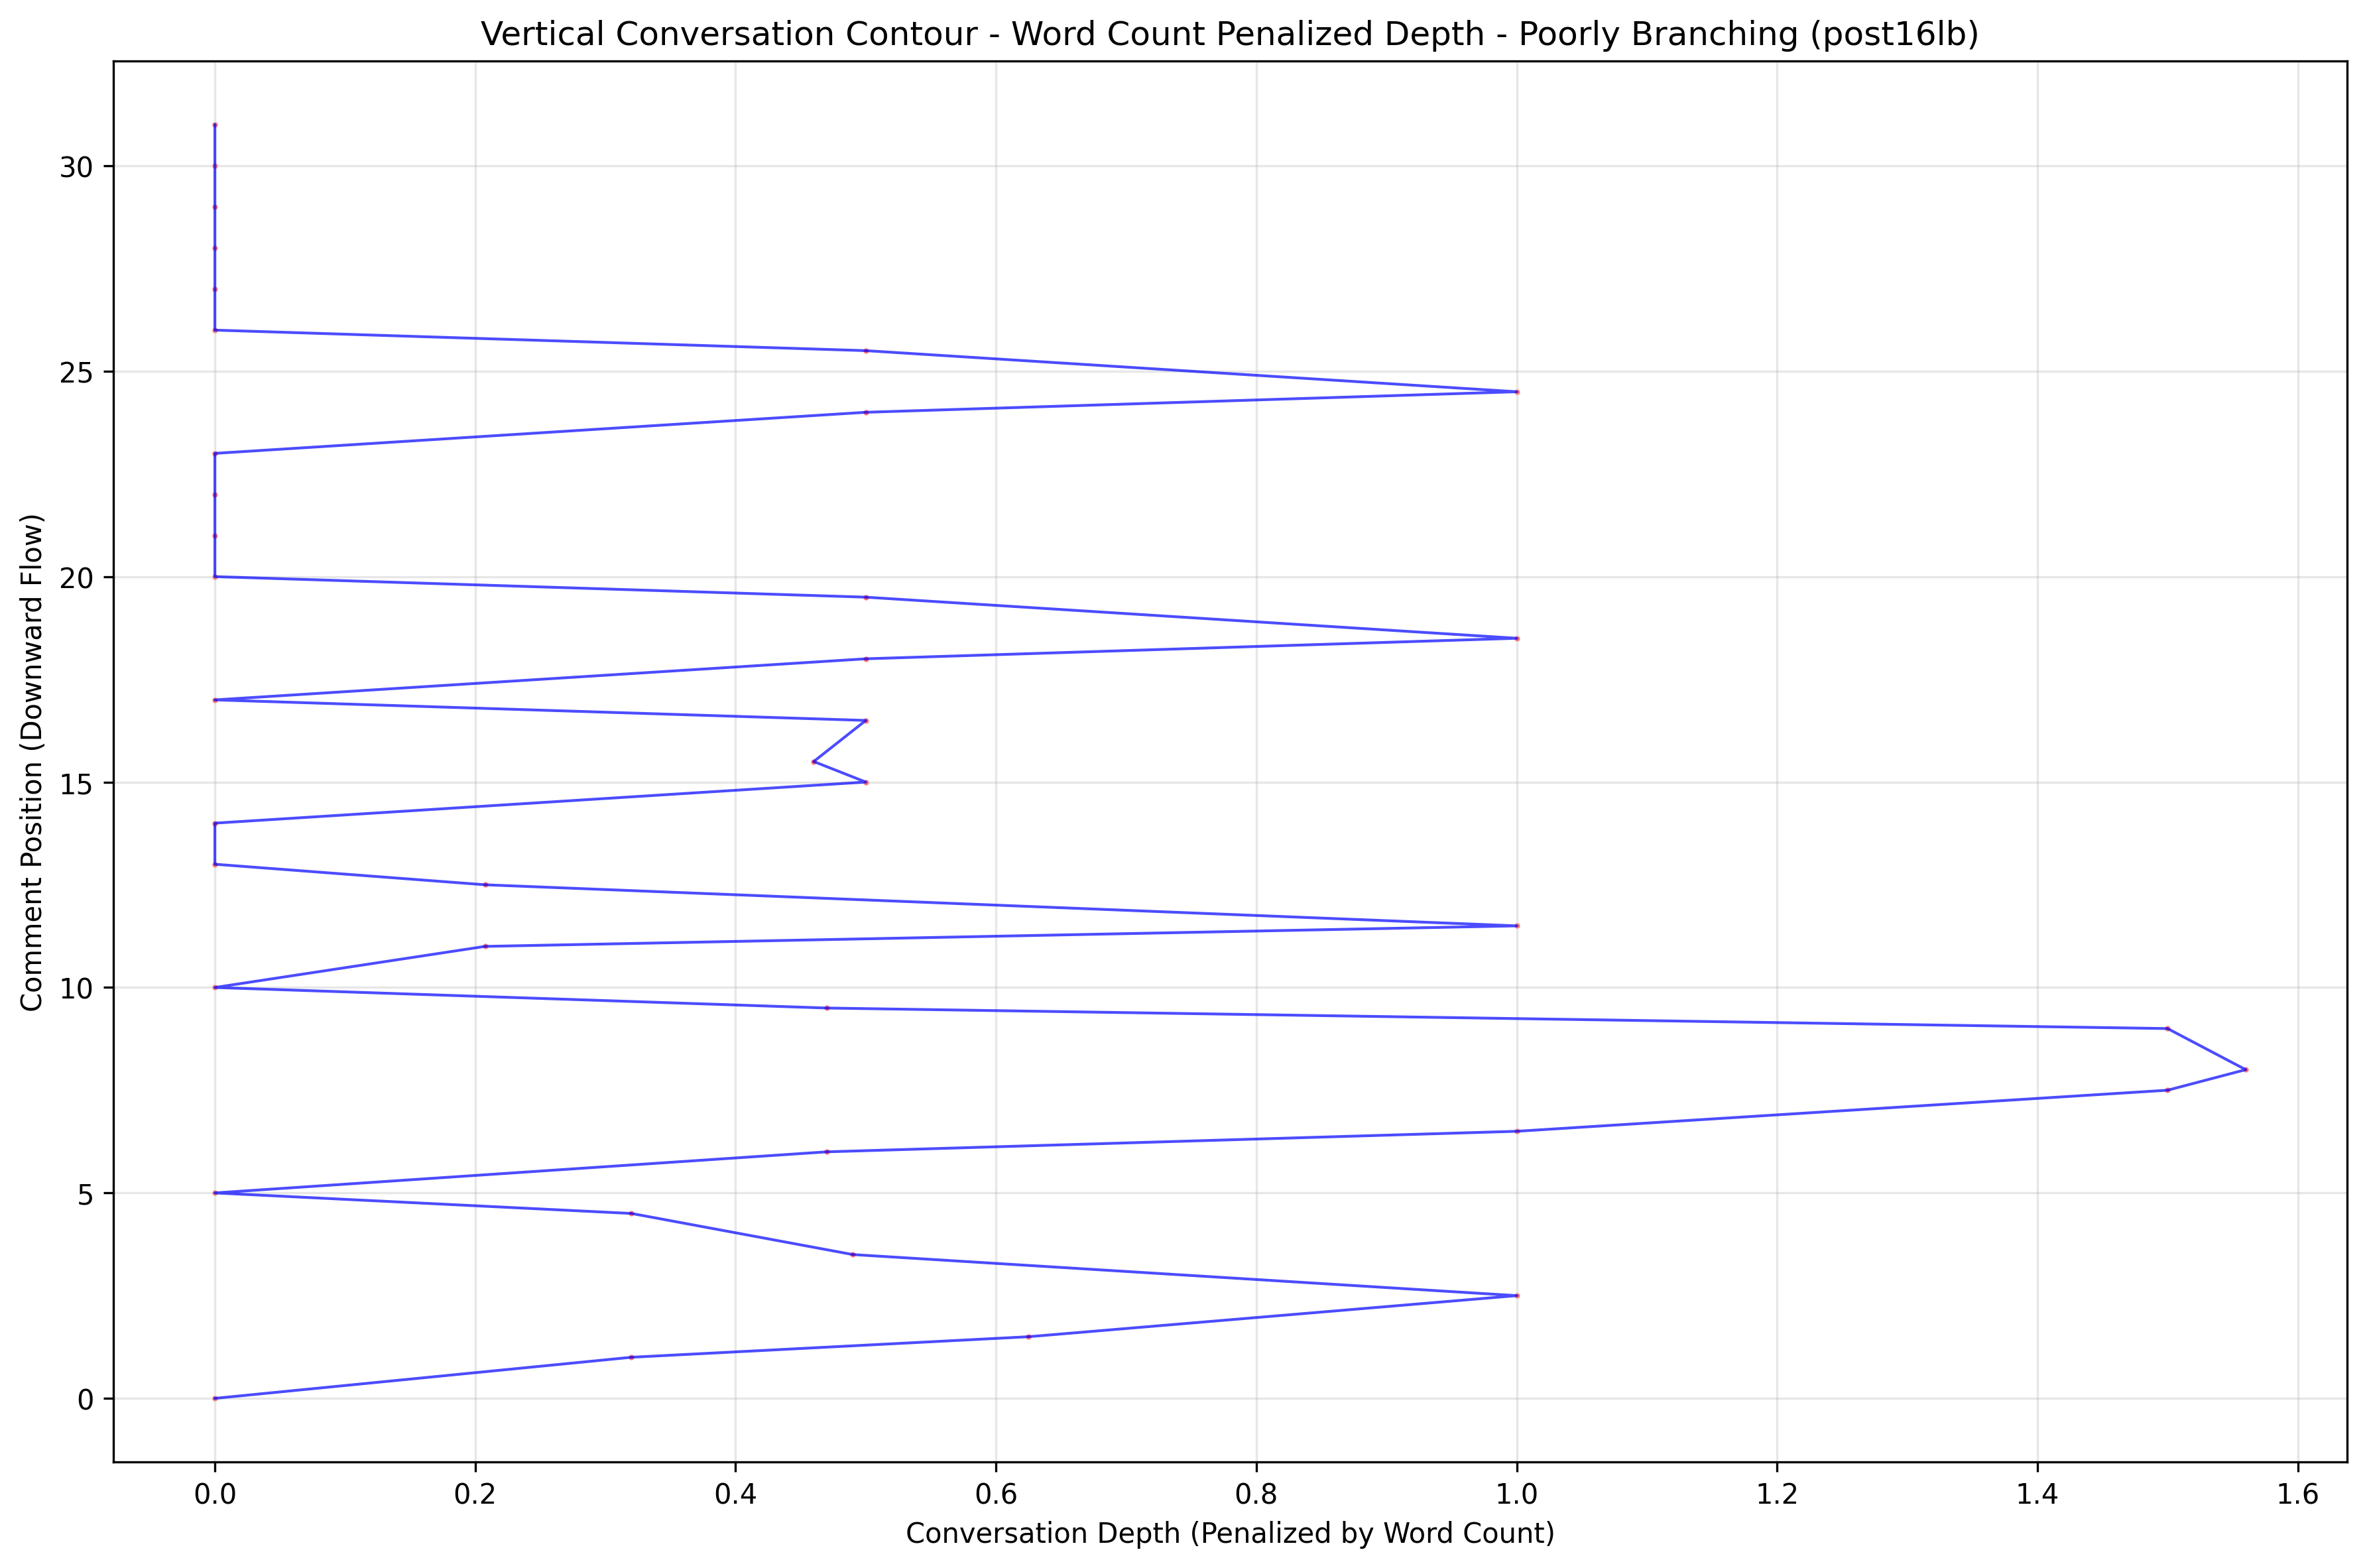 Vertical Conversation Contour - Word Count Penalized Depth - Poorly Branching (post16lb)
Comment Position (Downward Flow)
30
25
20
15
10
5
0
0.0 0.2 0.4 0.6 0.8 1.0 1.2 1.4 1.6
Conversation Depth (Penalized by Word Count)